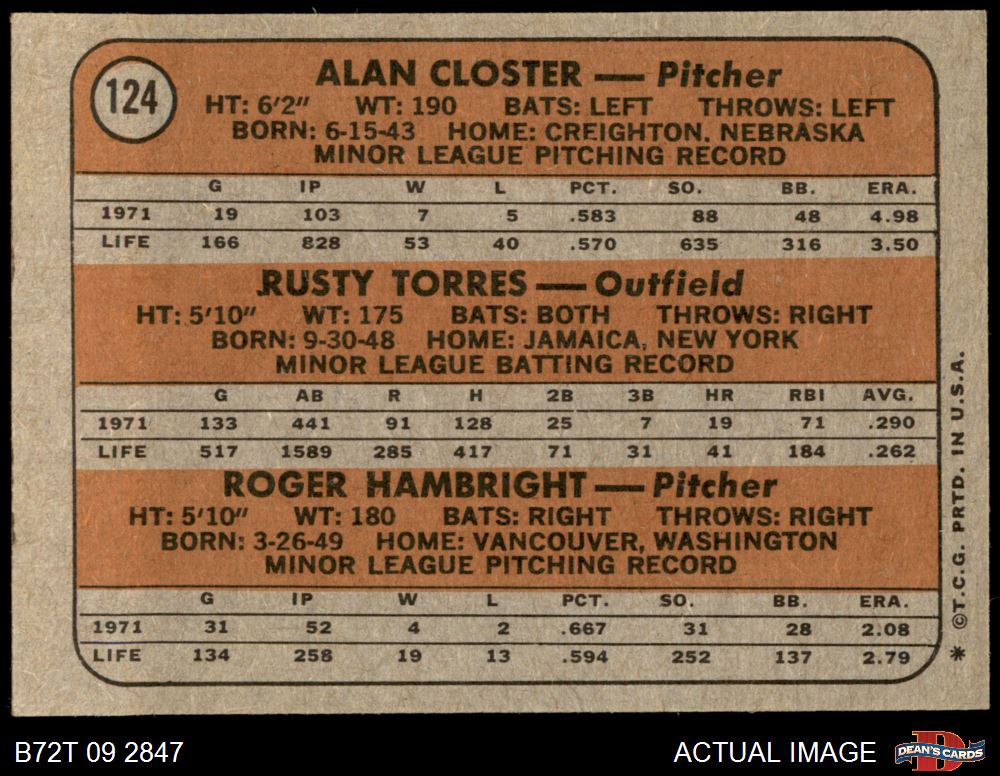 124
ALAN CLOSTER — Pitcher
HT: 6'2" WT: 190 BATS: LEFT THROWS: LEFT
BORN: 6-15-43 HOME: CREIGHTON, NEBRASKA
MINOR LEAGUE PITCHING RECORD
G IP W L PCT. SO. BB. ERA.
1971 19 103 7 5 .583 88 48 4.98
LIFE 166 828 53 40 .570 635 316 3.50
RUSTY TORRES — Outfield
HT: 5'10" WT: 175 BATS: BOTH THROWS: RIGHT
BORN: 9-30-48 HOME: JAMAICA, NEW YORK
MINOR LEAGUE BATTING RECORD
G AB R H 2B 3B HR RBI AVG.
1971 133 441 91 128 25 7 19 71 .290
LIFE 517 1589 285 417 71 31 41 184 .262
ROGER HAMBRIGHT — Pitcher
HT: 5'10" WT: 180 BATS: RIGHT THROWS: RIGHT
BORN: 3-26-49 HOME: VANCOUVER, WASHINGTON
MINOR LEAGUE PITCHING RECORD
G IP W L PCT. SO. BB. ERA.
1971 31 52 4 2 .667 31 28 2.08
LIFE 134 258 19 13 .594 252 137 2.79
* ©T.C.G. PRTD. IN U.S.A.
B72T 09 2847
ACTUAL IMAGE
DEAN'S CARDS